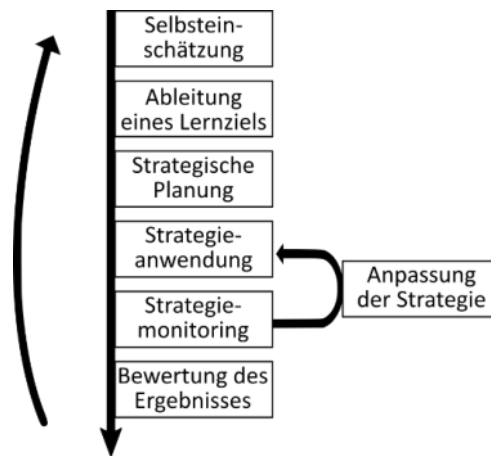 Selbstein-
schätzung
Ableitung
eines Lernziels
Strategische
Planung
Strategie-
anwendung
Anpassung
der Strategie
Strategie-
monitoring
Bewertung des
Ergebnisses